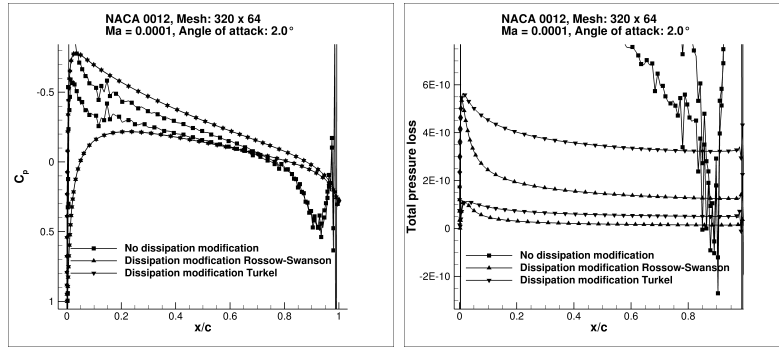 NACA 0012, Mesh: 320 x 64
Ma = 0.0001, Angle of attack: 2.0°
-0.5
0
0.5
1
Cp
No dissipation modification
Dissipation modfication Rossow-Swanson
Dissipation modification Turkel
0 0.2 0.4 0.6 0.8 1
x/c
NACA 0012, Mesh: 320 x 64
Ma = 0.0001, Angle of attack: 2.0°
6E-10
4E-10
2E-10
0
-2E-10
Total pressure loss
No dissipation modification
Dissipation modification Rossow-Swanson
Dissipation modification Turkel
0 0.2 0.4 0.6 0.8 1
x/c